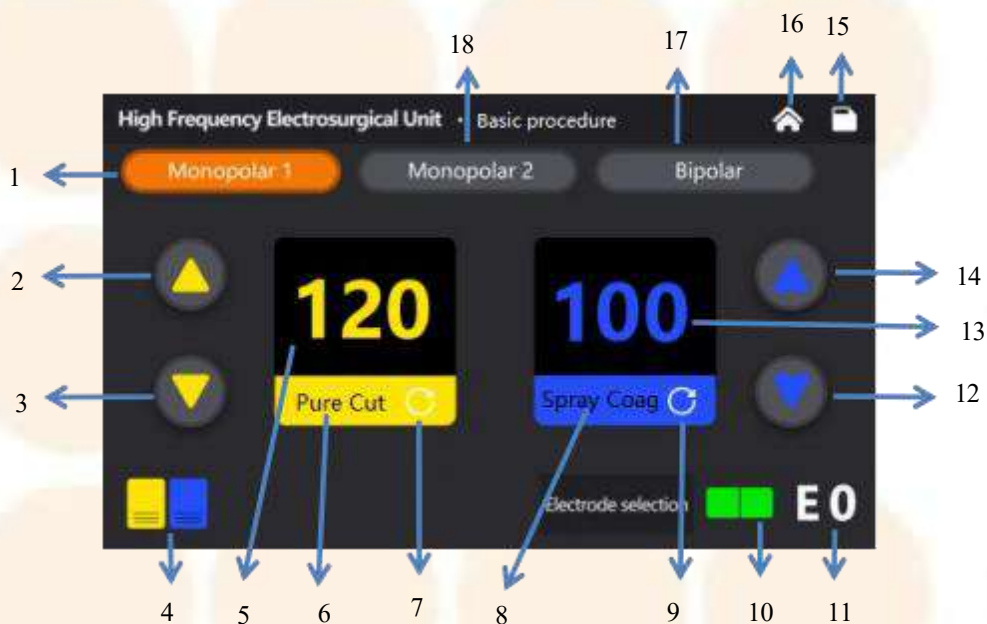 16 15
18 17
High Frequency Electrosurgical Unit · Basic procedure
1 Monopolar 1 Monopolar 2 Bipolar
2 14
120 100 13
3 Pure Cut Spray Coag 12
Electrode selection E 0
4 5 6 7 8 9 10 11